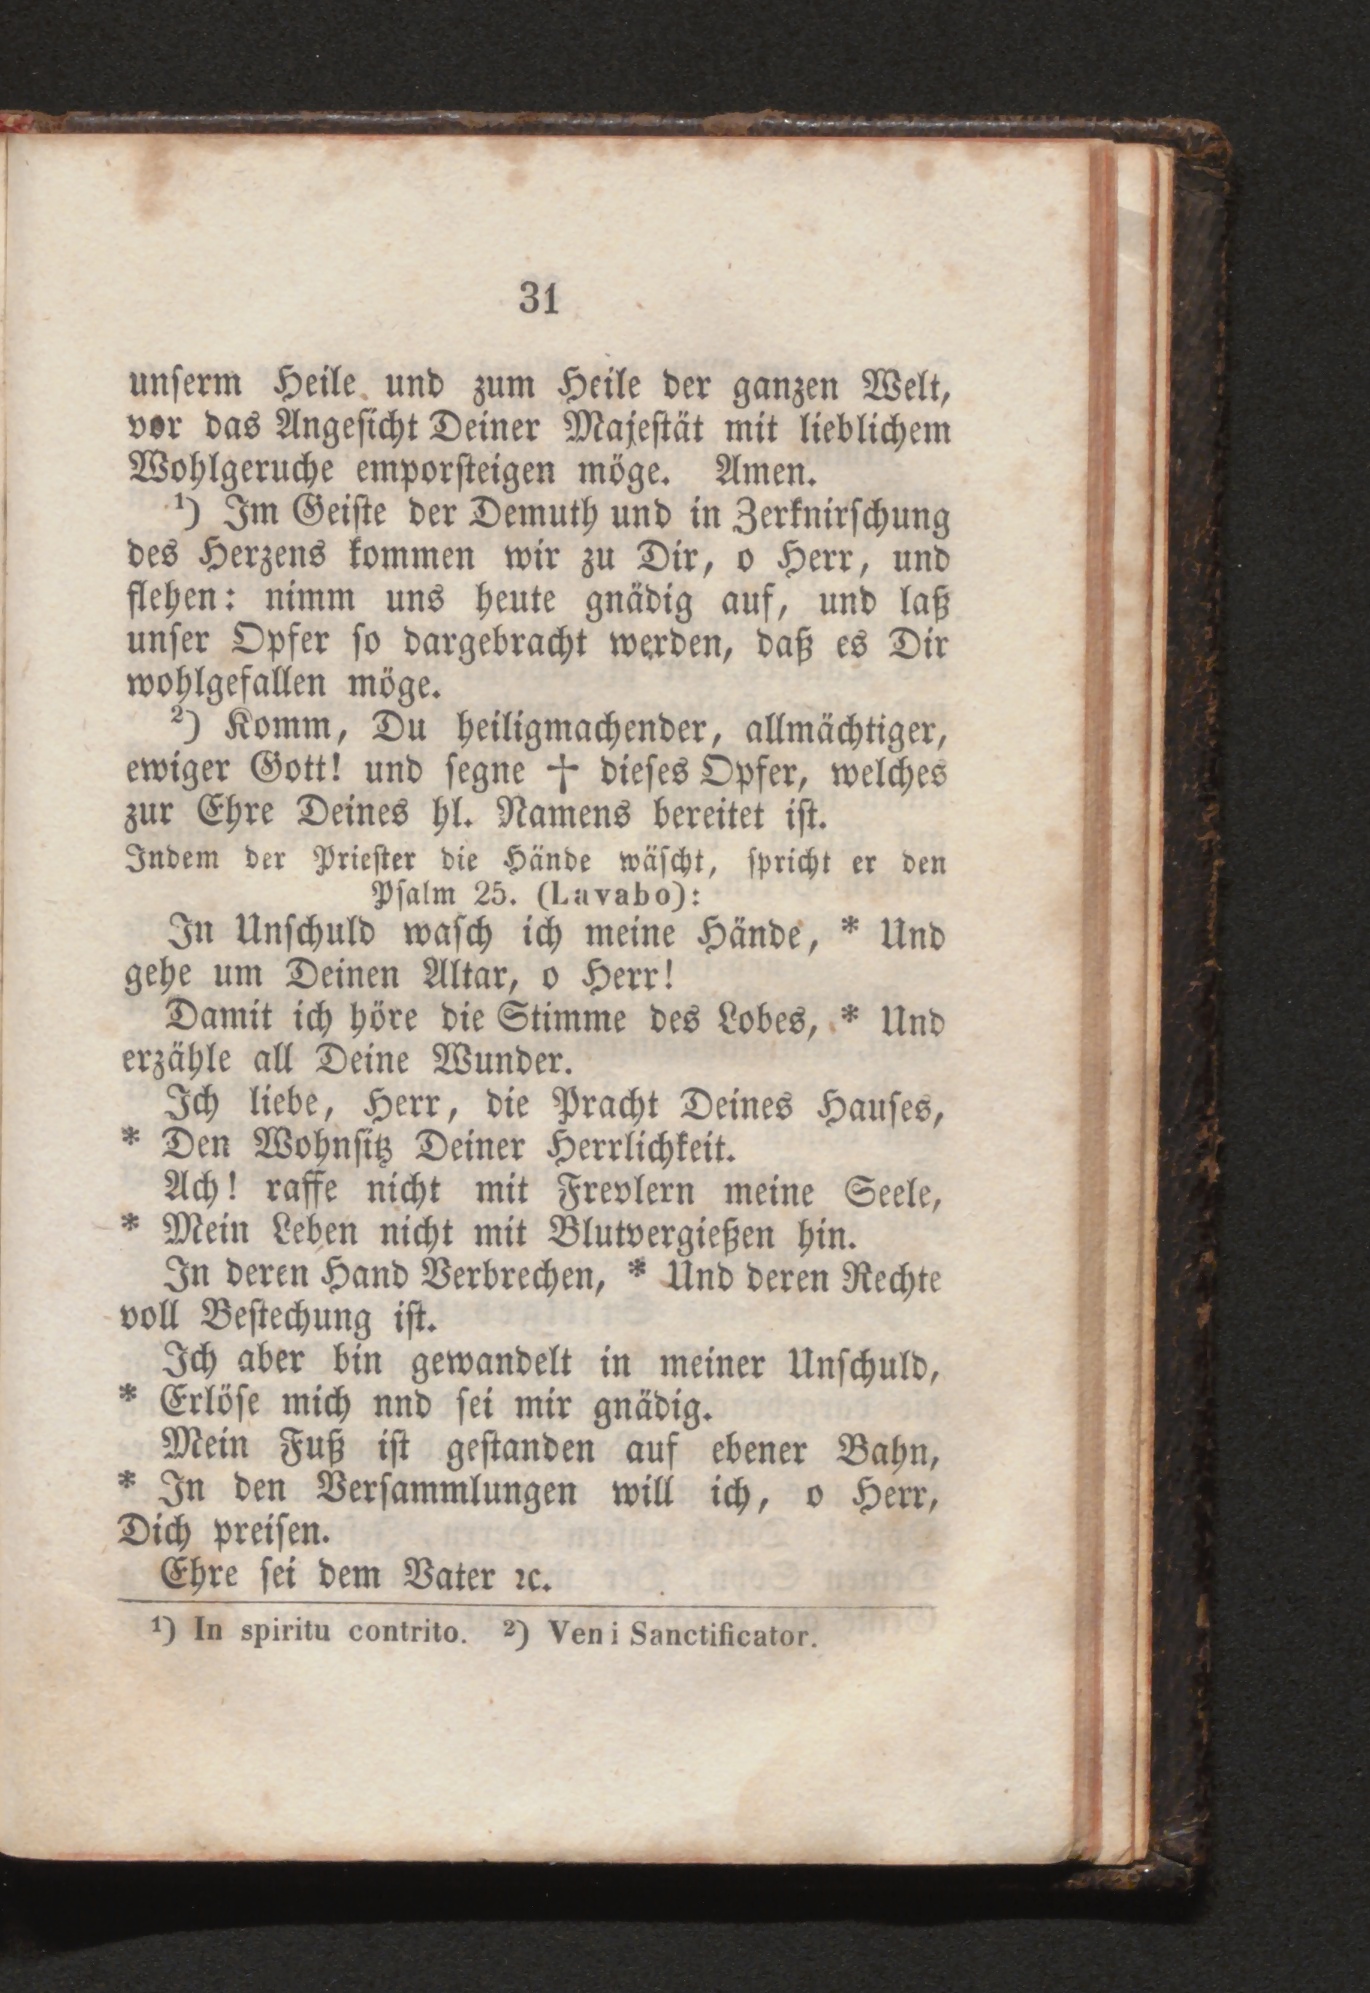 31
unserm Heile und zum Heile der ganzen Welt,
vor das Angesicht Deiner Majestät mit lieblichem
Wohlgeruche emporsteigen möge. Amen.
¹) Im Geiste der Demuth und in Zerknirschung
des Herzens kommen wir zu Dir, o Herr, und
flehen: nimm uns heute gnädig auf, und laß
unser Opfer so dargebracht werden, daß es Dir
wohlgefallen möge.
²) Komm, Du heiligmachender, allmächtiger,
ewiger Gott! und segne † dieses Opfer, welches
zur Ehre Deines hl. Namens bereitet ist.
Indem der Priester die Hände wäscht, spricht er den
Psalm 25. (Lavabo):
In Unschuld wasch ich meine Hände, * Und
gehe um Deinen Altar, o Herr!
Damit ich höre die Stimme des Lobes, * Und
erzähle all Deine Wunder.
Ich liebe, Herr, die Pracht Deines Hauses,
* Den Wohnsitz Deiner Herrlichkeit.
Ach! raffe nicht mit Frevlern meine Seele,
* Mein Leben nicht mit Blutvergießen hin.
In deren Hand Verbrechen, * Und deren Rechte
voll Bestechung ist.
Ich aber bin gewandelt in meiner Unschuld,
* Erlöse mich nnd sei mir gnädig.
Mein Fuß ist gestanden auf ebener Bahn,
* In den Versammlungen will ich, o Herr,
Dich preisen.
Ehre sei dem Vater ꝛc.
¹) In spiritu contrito. ²) Veni Sanctificator.